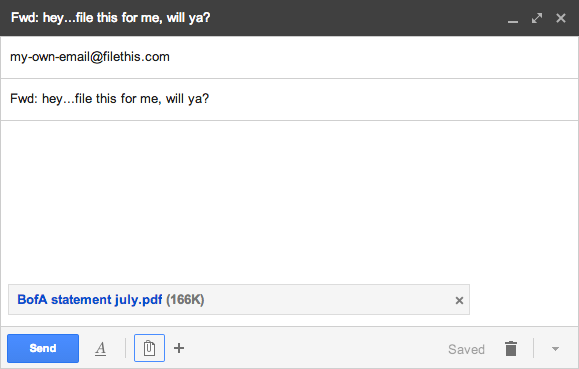 Fwd: hey...file this for me, will ya?
my-own-email@filethis.com
Fwd: hey...file this for me, will ya?
BofA statement july.pdf (166K)
Send A Saved